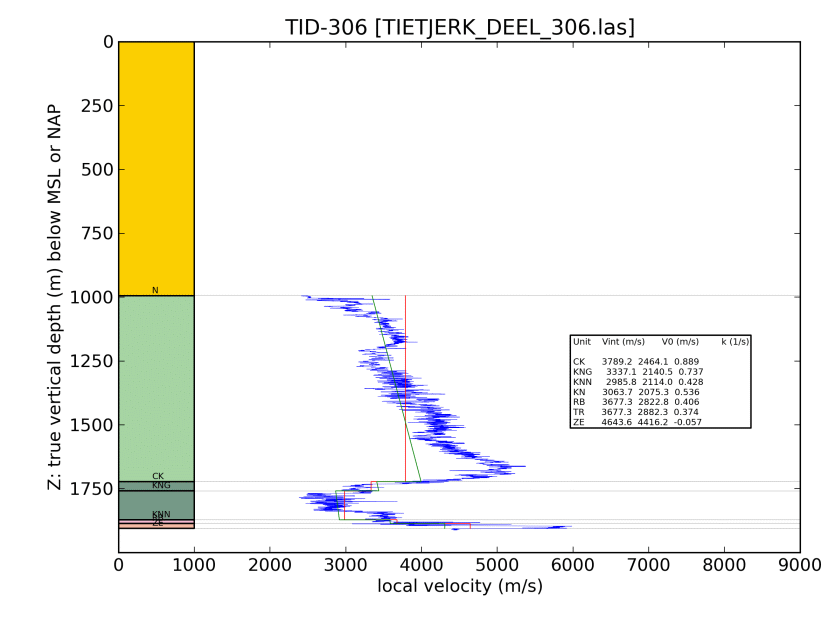 TID-306 [TIETJERK_DEEL_306.las]
Z: true vertical depth (m) below MSL or NAP
0
250
500
750
1000
1250
1500
1750
N
CK
KNG
KNN
ZE
Unit Vint (m/s) V0 (m/s) k (1/s)
CK 3789.2 2464.1 0.889
KNG 3337.1 2140.5 0.737
KNN 2985.8 2114.0 0.428
KN 3063.7 2075.3 0.536
RB 3677.3 2822.8 0.406
TR 3677.3 2882.3 0.374
ZE 4643.6 4416.2 -0.057
0 1000 2000 3000 4000 5000 6000 7000 8000 9000
local velocity (m/s)